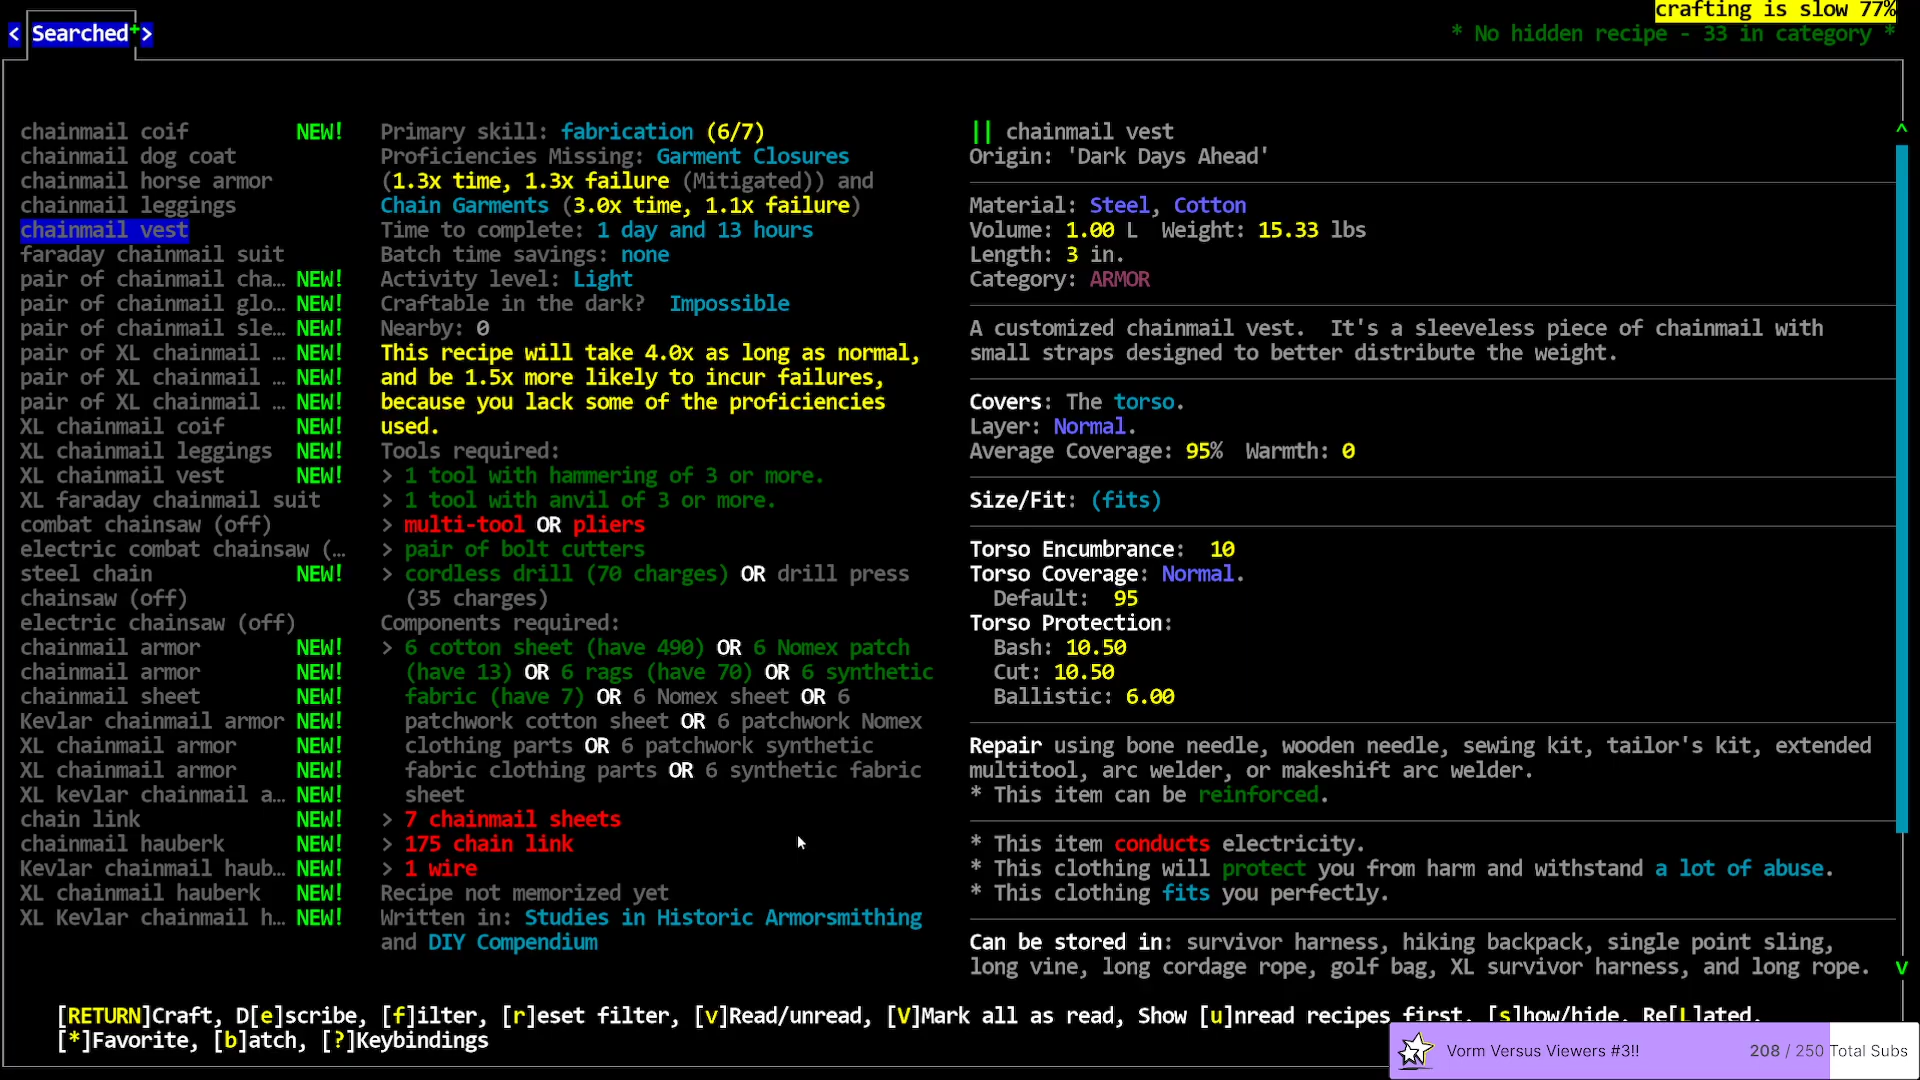 crafting is slow 77%
< Searched+>
* No hidden recipe - 33 in category *
chainmail coif NEW!
chainmail dog coat
chainmail horse armor
chainmail leggings
chainmail vest
faraday chainmail suit
pair of chainmail cha… NEW!
pair of chainmail glo… NEW!
pair of chainmail sle… NEW!
pair of XL chainmail … NEW!
pair of XL chainmail … NEW!
pair of XL chainmail … NEW!
XL chainmail coif NEW!
XL chainmail leggings NEW!
XL chainmail vest NEW!
XL faraday chainmail suit
combat chainsaw (off)
electric combat chainsaw (…
steel chain NEW!
chainsaw (off)
electric chainsaw (off)
chainmail armor NEW!
chainmail armor NEW!
chainmail sheet NEW!
Kevlar chainmail armor NEW!
XL chainmail armor NEW!
XL chainmail armor NEW!
XL kevlar chainmail a… NEW!
chain link NEW!
chainmail hauberk NEW!
Kevlar chainmail haub… NEW!
XL chainmail hauberk NEW!
XL Kevlar chainmail h… NEW!
Primary skill: fabrication (6/7)
Proficiencies Missing: Garment Closures
(1.3x time, 1.3x failure (Mitigated)) and
Chain Garments (3.0x time, 1.1x failure)
Time to complete: 1 day and 13 hours
Batch time savings: none
Activity level: Light
Craftable in the dark? Impossible
Nearby: 0
This recipe will take 4.0x as long as normal,
and be 1.5x more likely to incur failures,
because you lack some of the proficiencies
used.
Tools required:
> 1 tool with hammering of 3 or more.
> 1 tool with anvil of 3 or more.
> multi-tool OR pliers
> pair of bolt cutters
> cordless drill (70 charges) OR drill press
(35 charges)
Components required:
> 6 cotton sheet (have 490) OR 6 Nomex patch
(have 13) OR 6 rags (have 70) OR 6 synthetic
fabric (have 7) OR 6 Nomex sheet OR 6
patchwork cotton sheet OR 6 patchwork Nomex
clothing parts OR 6 patchwork synthetic
fabric clothing parts OR 6 synthetic fabric
sheet
> 7 chainmail sheets
> 175 chain link
> 1 wire
Recipe not memorized yet
Written in: Studies in Historic Armorsmithing
and DIY Compendium
|| chainmail vest
Origin: 'Dark Days Ahead'
Material: Steel, Cotton
Volume: 1.00 L Weight: 15.33 lbs
Length: 3 in.
Category: ARMOR
A customized chainmail vest. It's a sleeveless piece of chainmail with
small straps designed to better distribute the weight.
Covers: The torso.
Layer: Normal.
Average Coverage: 95% Warmth: 0
Size/Fit: (fits)
Torso Encumbrance: 10
Torso Coverage: Normal.
Default: 95
Torso Protection:
Bash: 10.50
Cut: 10.50
Ballistic: 6.00
Repair using bone needle, wooden needle, sewing kit, tailor's kit, extended
multitool, arc welder, or makeshift arc welder.
* This item can be reinforced.
* This item conducts electricity.
* This clothing will protect you from harm and withstand a lot of abuse.
* This clothing fits you perfectly.
Can be stored in: survivor harness, hiking backpack, single point sling,
long vine, long cordage rope, golf bag, XL survivor harness, and long rope.
[RETURN]Craft, D[e]scribe, [f]ilter, [r]eset filter, [v]Read/unread, [V]Mark all as read, Show [u]nread recipes first, [s]how/hide, Re[L]ated,
[*]Favorite, [b]atch, [?]Keybindings
Vorm Versus Viewers #3!! 208 / 250 Total Subs